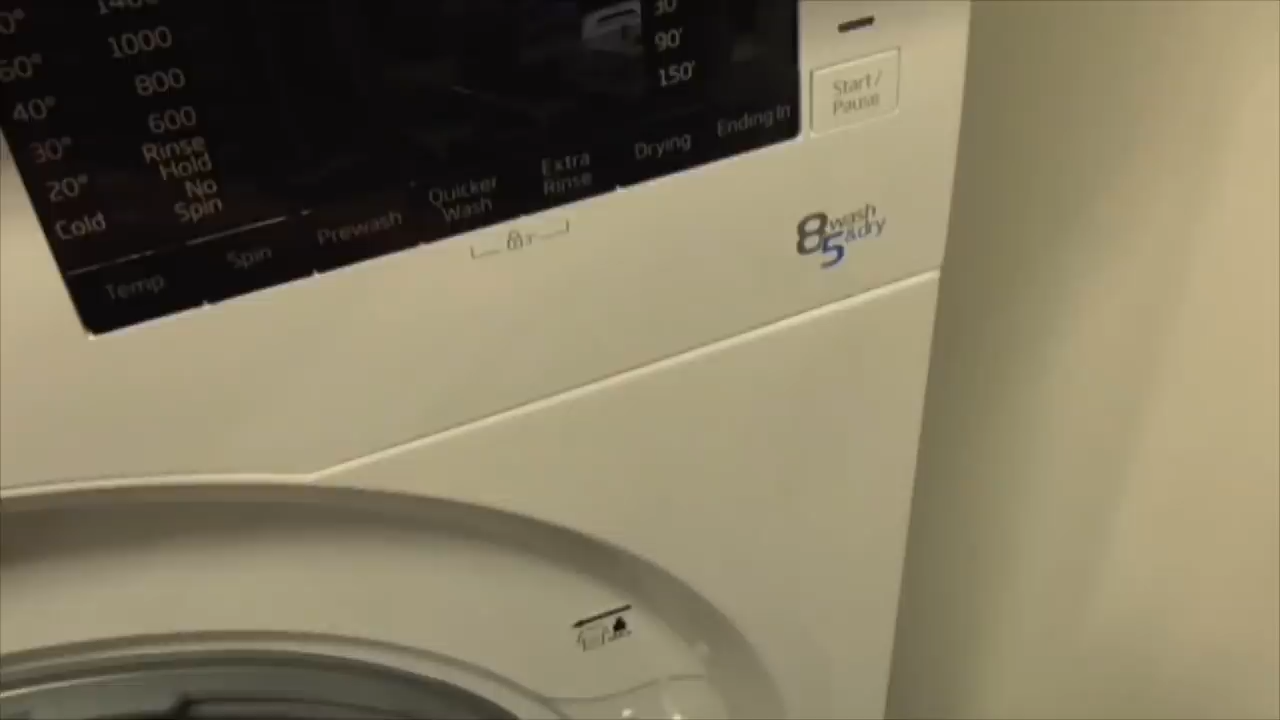 1400
1000
800
600
Rinse
Hold
No
Spin
60°
40°
30°
20°
Cold
30'
90'
150'
Temp
Spin
Prewash
Quicker
Wash
Extra
Rinse
Drying
Ending In
Start /
Pause
8 wash
5 & dry